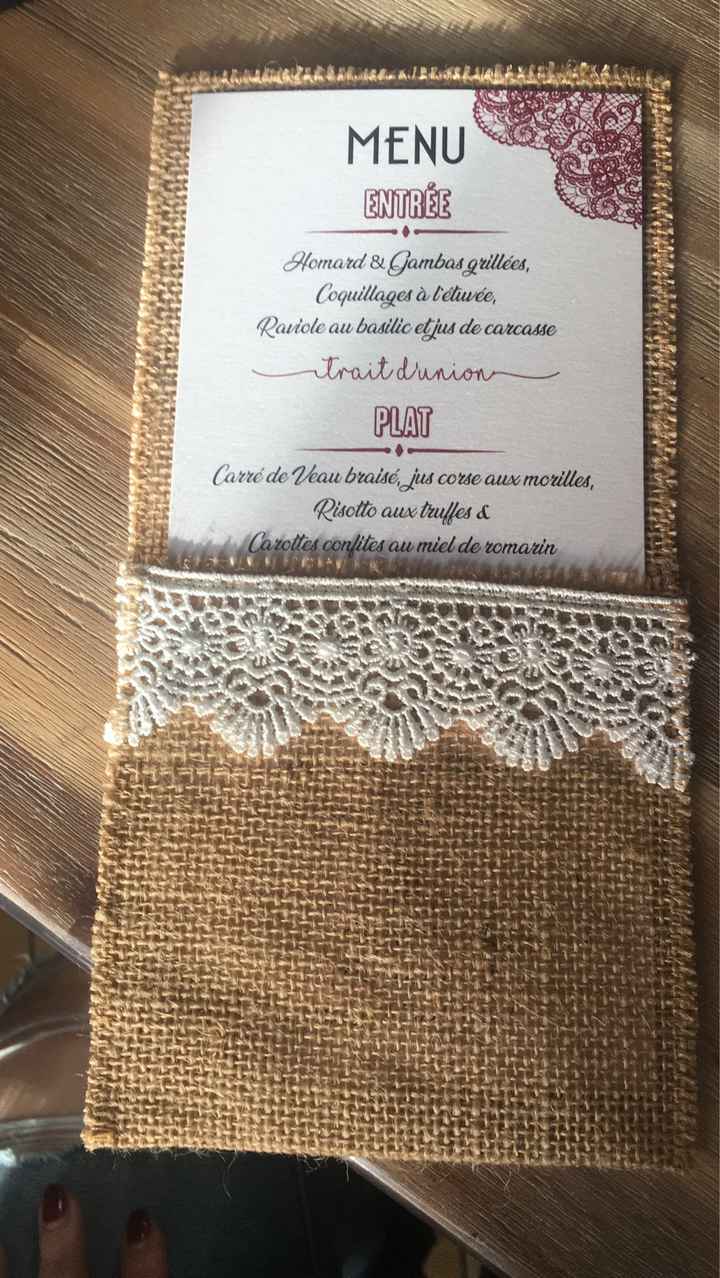 MENU
ENTRÉE
Homard & Gambas grillées,
Coquillages à l'étuvée,
Raviole au basilic et jus de carcasse
trait d'union
PLAT
Carré de Veau braisé, jus corse aux morilles,
Risotto aux truffes &
Carottes confites au miel de romarin